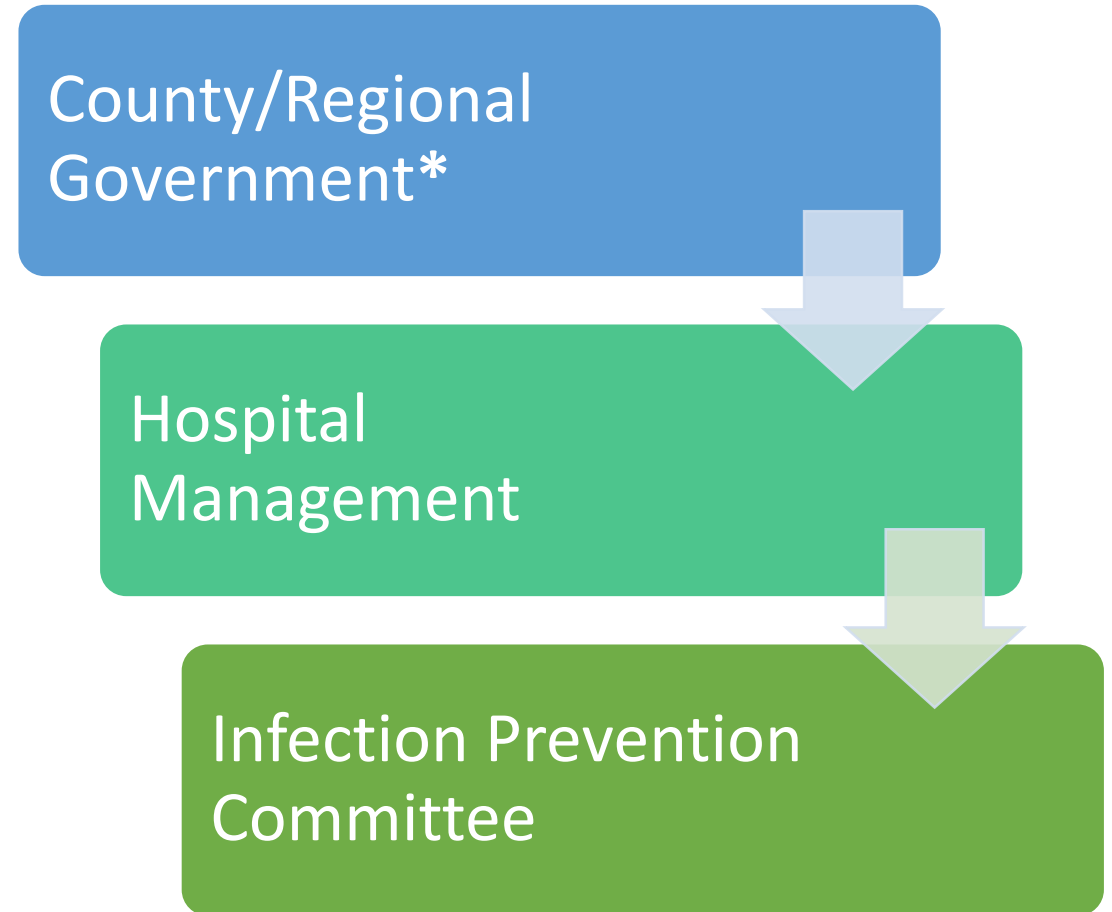 County/Regional
Government*
Hospital
Management
Infection Prevention
Committee